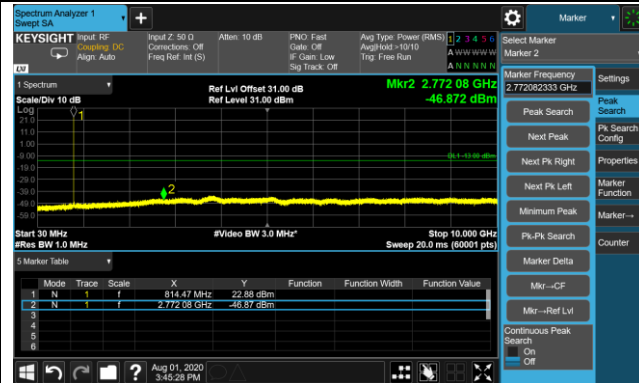 Spectrum Analyzer 1
Swept SA
+
Marker
KEYSIGHT
Input: RF
Coupling: DC
Align: Auto
Input Z: 50 Ω
Corrections: Off
Freq Ref: Int (S)
Atten: 10 dB
PNO: Fast
Gate: Off
IF Gain: Low
Sig Track: Off
Avg Type: Power (RMS)
Avg|Hold:>10/10
Trig: Free Run
1 2 3 4 5 6
A W W W W W
A N N N N N
LXI
Select Marker
Marker 2
Marker Frequency
2.772082333 GHz
Settings
Peak Search
Next Peak
Next Pk Right
Next Pk Left
Minimum Peak
Pk-Pk Search
Marker Delta
Mkr→CF
Mkr→Ref Lvl
Continuous Peak
Search
On
Off
Peak
Search
Pk Search
Config
Properties
Marker
Function
Marker→
Counter
1 Spectrum
Scale/Div 10 dB
Log
Ref Lvl Offset 31.00 dB
Ref Level 31.00 dBm
Mkr2 2.772 08 GHz
-46.872 dBm
21.0
11.0
1.00
-9.00
-19.0
-29.0
-39.0
-49.0
-59.0
1
2
DL1 -13.00 dBm
Start 30 MHz
#Res BW 1.0 MHz
#Video BW 3.0 MHz*
Stop 10.000 GHz
Sweep 20.0 ms (60001 pts)
5 Marker Table
Mode Trace Scale X Y Function Function Width Function Value
1 N 1 f 814.47 MHz 22.88 dBm
2 N 1 f 2.772 08 GHz -46.87 dBm
3
4
5
6
?
Aug 01, 2020
3:45:28 PM